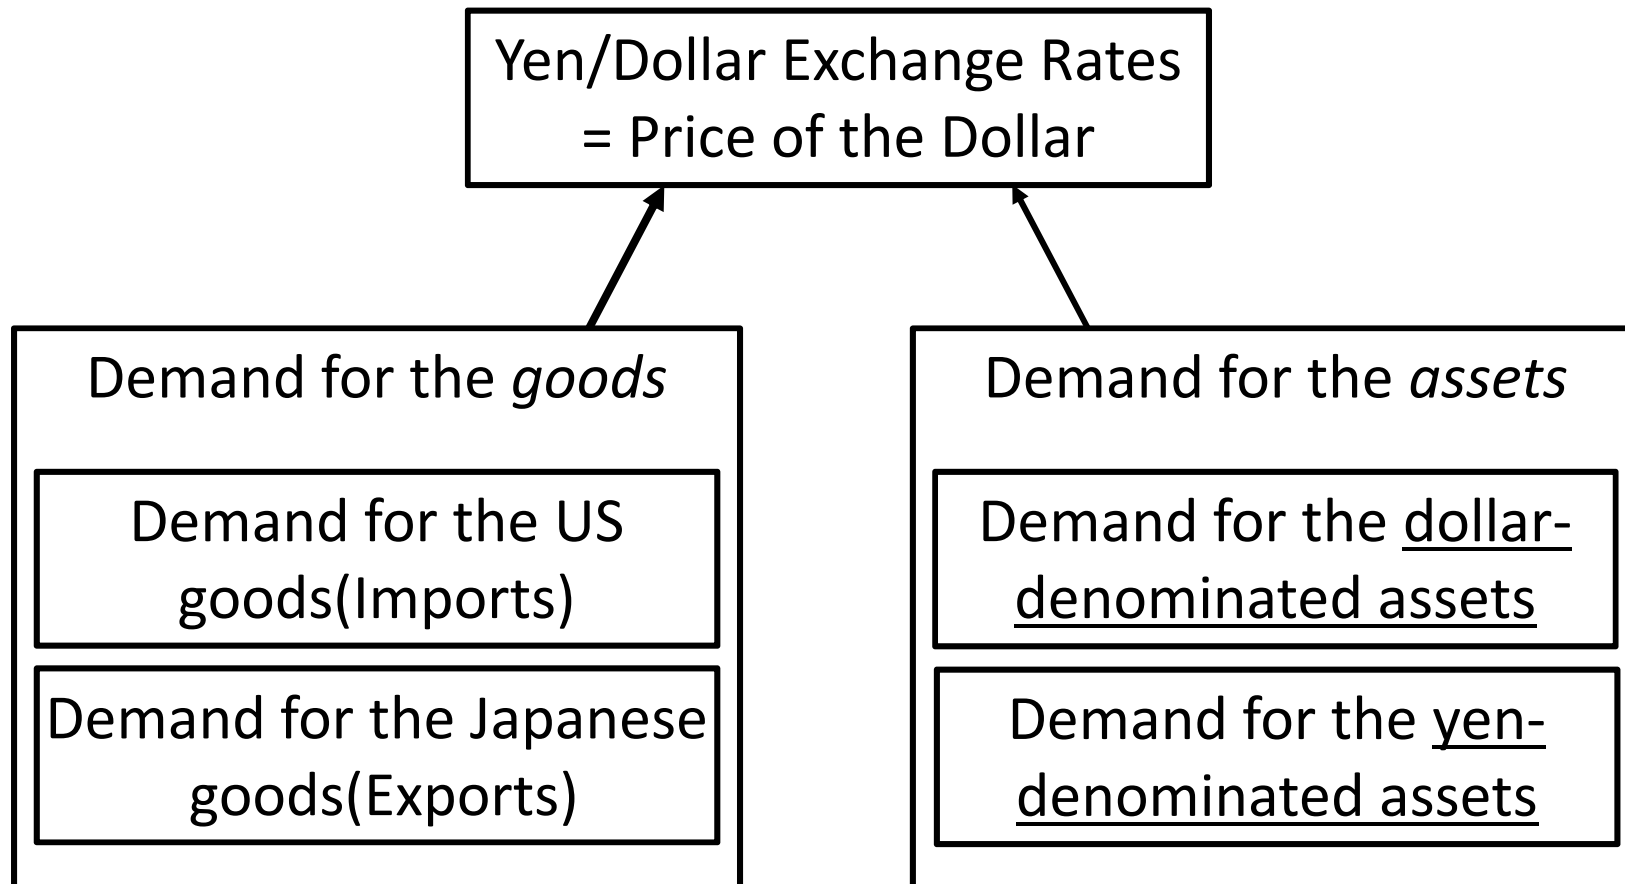 Yen/Dollar Exchange Rates
= Price of the Dollar
Demand for the goods
Demand for the US
goods(Imports)
Demand for the Japanese
goods(Exports)
Demand for the assets
Demand for the dollar-
denominated assets
Demand for the yen-
denominated assets